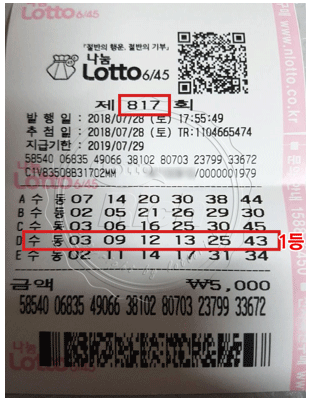 『절반의 행운, 절반의 기부』
나눔
Lotto 6/45
제 817 회
발 행 일 : 2018/07/28 (토) 17:55:49
추 첨 일 : 2018/07/28 (토) TR:1104665474
지급기한 : 2019/07/29
58540 06835 49066 38102 80703 23799 33672
/0000001979
A 수 동 07 14 20 30 38 44
B 수 동 02 05 21 26 29 30
C 수 동 03 06 16 25 30 45
D 수 동 03 09 12 13 25 43 1등
E 수 동 02 11 14 17 31 34
금액 ₩5,000
58540 06835 49066 38102 80703 23799 33672
나눔
Lotto 6/45
www.nlotto.co.kr